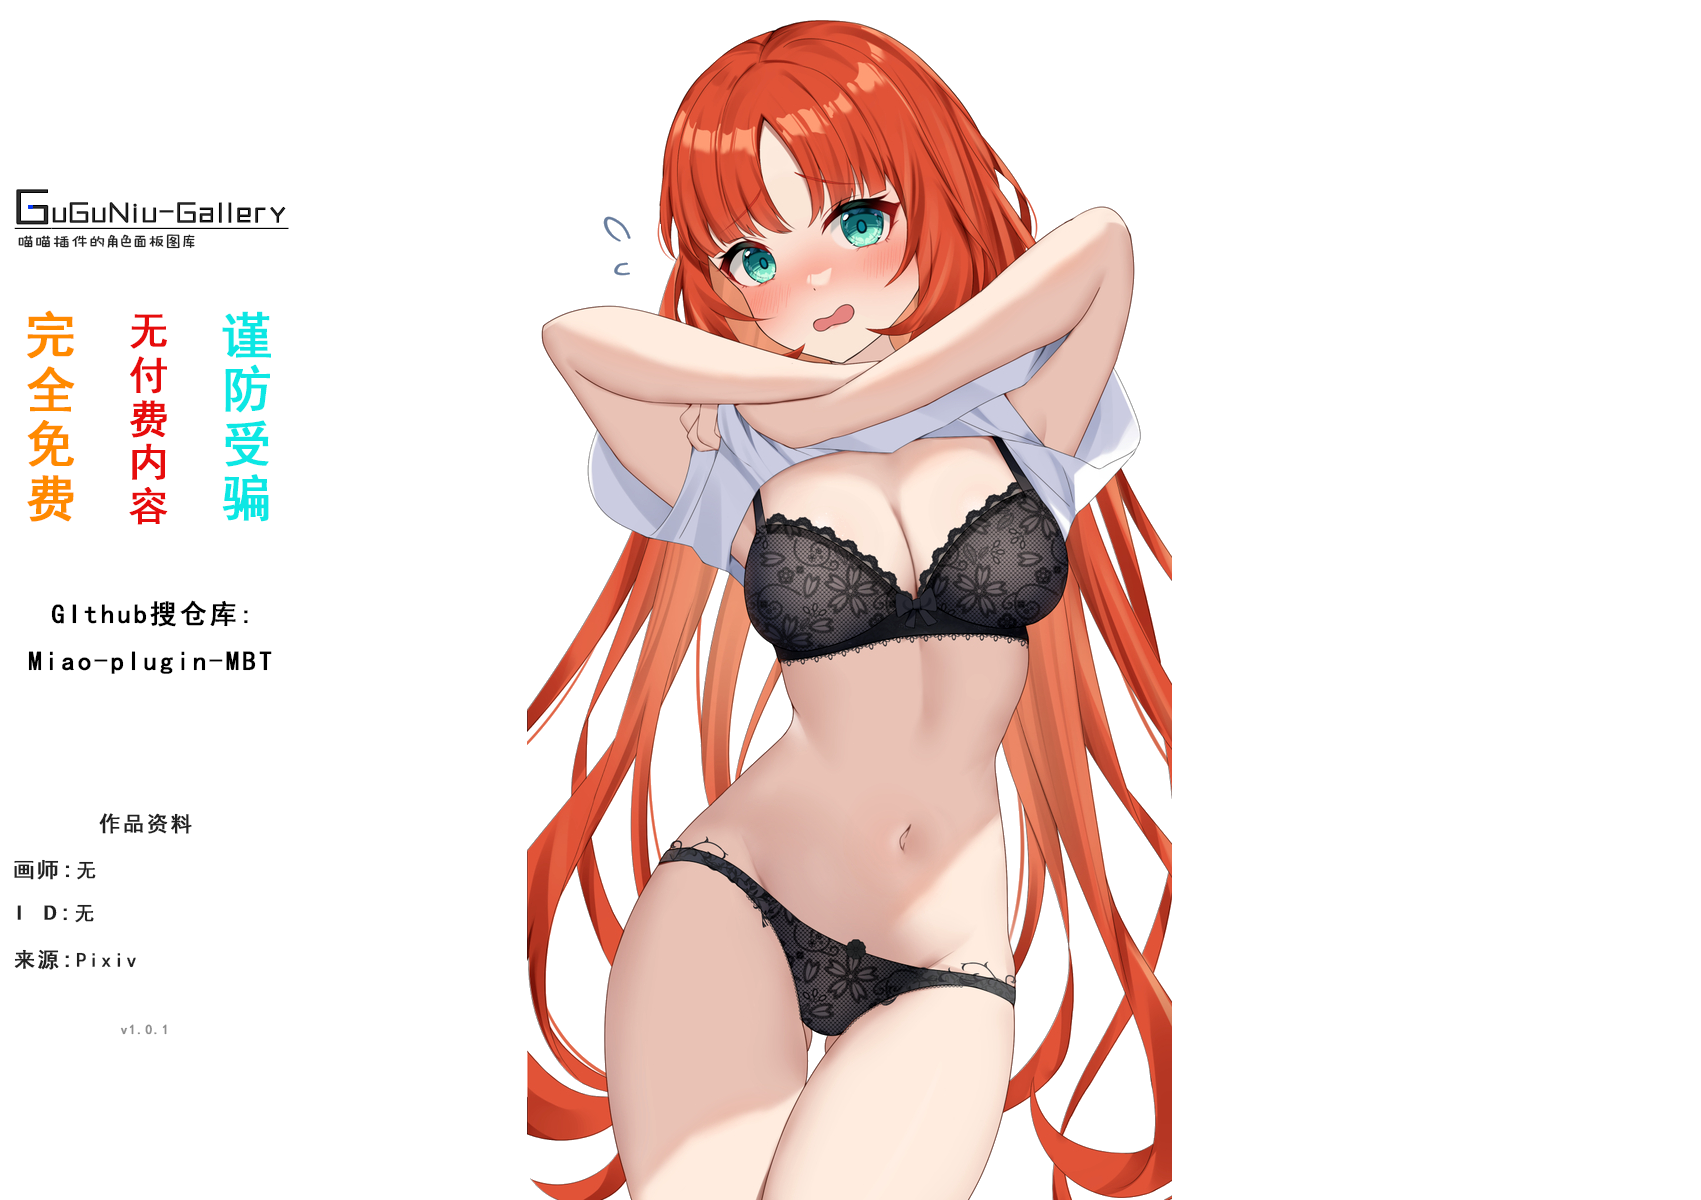 GuGuNiu-Gallery
喵喵插件的角色面板图库
完全免费
无付费内容
谨防受骗
GIthub搜仓库:
Miao-plugin-MBT
作品资料
画师:无
I D:无
来源:Pixiv
v1.0.1